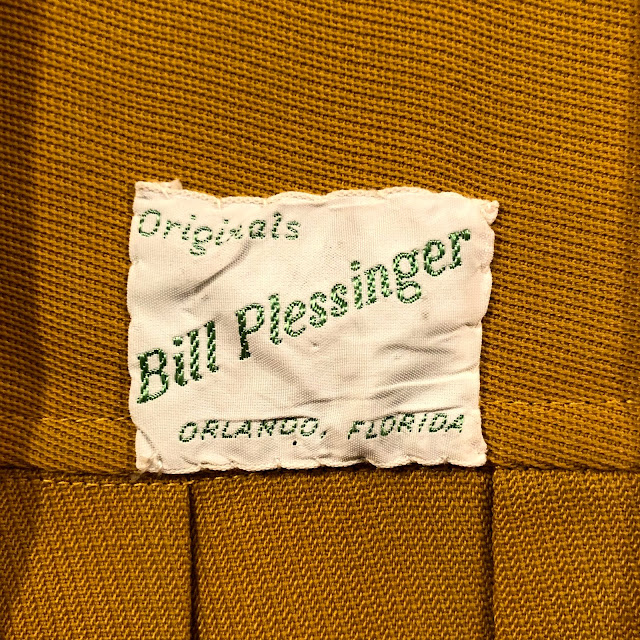 Originals
Bill Plessinger
ORLANDO, FLORIDA